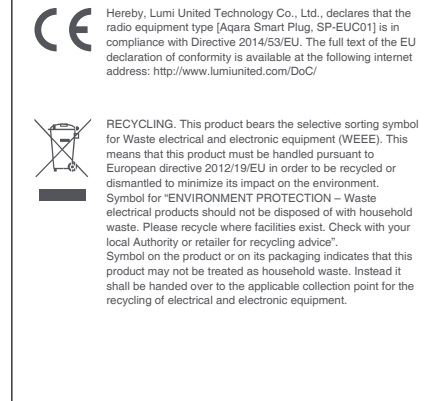 CE
Hereby, Lumi United Technology Co., Ltd., declares that the
radio equipment type [Aqara Smart Plug, SP-EUC01] is in
compliance with Directive 2014/53/EU. The full text of the EU
declaration of conformity is available at the following internet
address: http://www.lumiunited.com/DoC/
RECYCLING. This product bears the selective sorting symbol
for Waste electrical and electronic equipment (WEEE). This
means that this product must be handled pursuant to
European directive 2012/19/EU in order to be recycled or
dismantled to minimize its impact on the environment.
Symbol for “ENVIRONMENT PROTECTION – Waste
electrical products should not be disposed of with household
waste. Please recycle where facilities exist. Check with your
local Authority or retailer for recycling advice”.
Symbol on the product or on its packaging indicates that this
product may not be treated as household waste. Instead it
shall be handed over to the applicable collection point for the
recycling of electrical and electronic equipment.